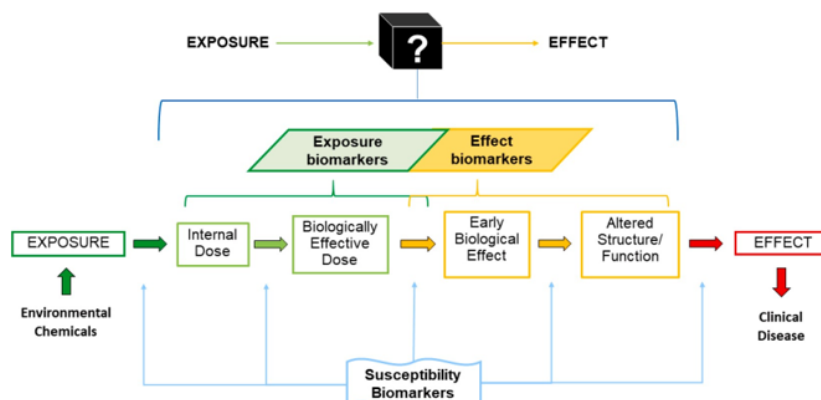 EXPOSURE
?
EFFECT
Exposure
biomarkers
Effect
biomarkers
EXPOSURE
Internal
Dose
Biologically
Effective
Dose
Early
Biological
Effect
Altered
Structure/
Function
EFFECT
Environmental
Chemicals
Clinical
Disease
Susceptibility
Biomarkers